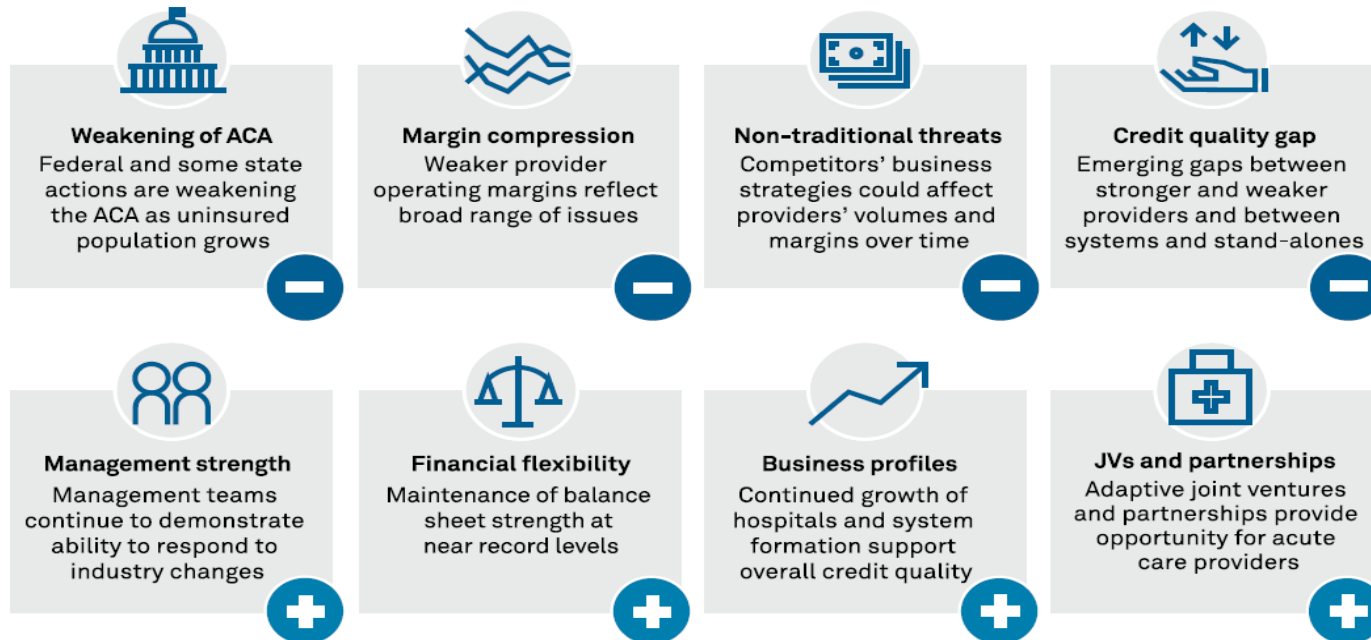 Weakening of ACA
Federal and some state
actions are weakening
the ACA as uninsured
population grows
Margin compression
Weaker provider
operating margins reflect
broad range of issues
Non-traditional threats
Competitors’ business
strategies could affect
providers’ volumes and
margins over time
Credit quality gap
Emerging gaps between
stronger and weaker
providers and between
systems and stand-alones
Management strength
Management teams
continue to demonstrate
ability to respond to
industry changes
Financial flexibility
Maintenance of balance
sheet strength at
near record levels
Business profiles
Continued growth of
hospitals and system
formation support
overall credit quality
JVs and partnerships
Adaptive joint ventures
and partnerships provide
opportunity for acute
care providers